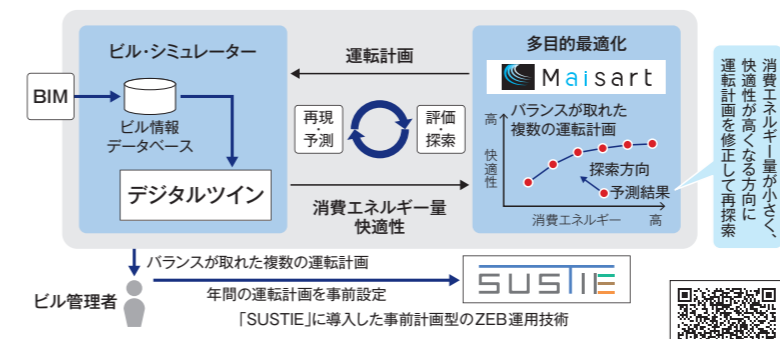 ビル・シミュレーター
BIM
ビル情報
データベース
デジタルツイン
運転計画
再現
・
予測
評価
・
探索
消費エネルギー量
快適性
多目的最適化
Maisart
高
快適性
バランスが取れた
複数の運転計画
探索方向
予測結果
消費エネルギー
高
消費エネルギー量が小さく、
快適性が高くなる方向に
運転計画を修正して再探索
バランスが取れた複数の運転計画
ビル管理者
年間の運転計画を事前設定
SUSTIE
「SUSTIE」に導入した事前計画型のZEB運用技術